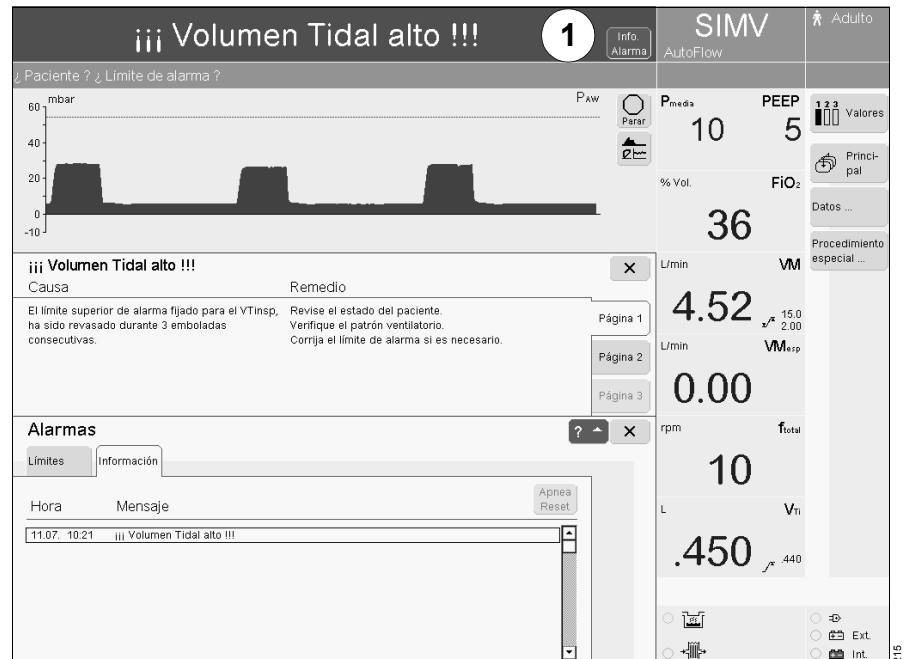 ¡¡¡ Volumen Tidal alto !!!
1
Info.
Alarma
SIMV
AutoFlow
Adulto
¿ Paciente ? ¿ Límite de alarma ?
mbar
PAW
60
40
20
0
-10
Parar
Pmedia
PEEP
10
5
1 2 3
Valores
Princi-
pal
% Vol.
FiO2
36
Datos ...
Procedimiento
especial ...
¡¡¡ Volumen Tidal alto !!!
Causa
Remedio
El límite superior de alarma fijado para el VTinsp,
ha sido revasado durante 3 emboladas
consecutivas.
Revise el estado del paciente.
Verifique el patrón ventilatorio.
Corrija el límite de alarma si es necesario.
Página 1
Página 2
Página 3
L/min
VM
4.52
15.0
2.00
L/min
VMesp
0.00
Alarmas
?
Límites
Información
Hora
Mensaje
Apnea
Reset
11.07. 10:21 ¡¡¡ Volumen Tidal alto !!!
rpm
ftotal
10
L
VTi
.450
.440
Ext.
Int.